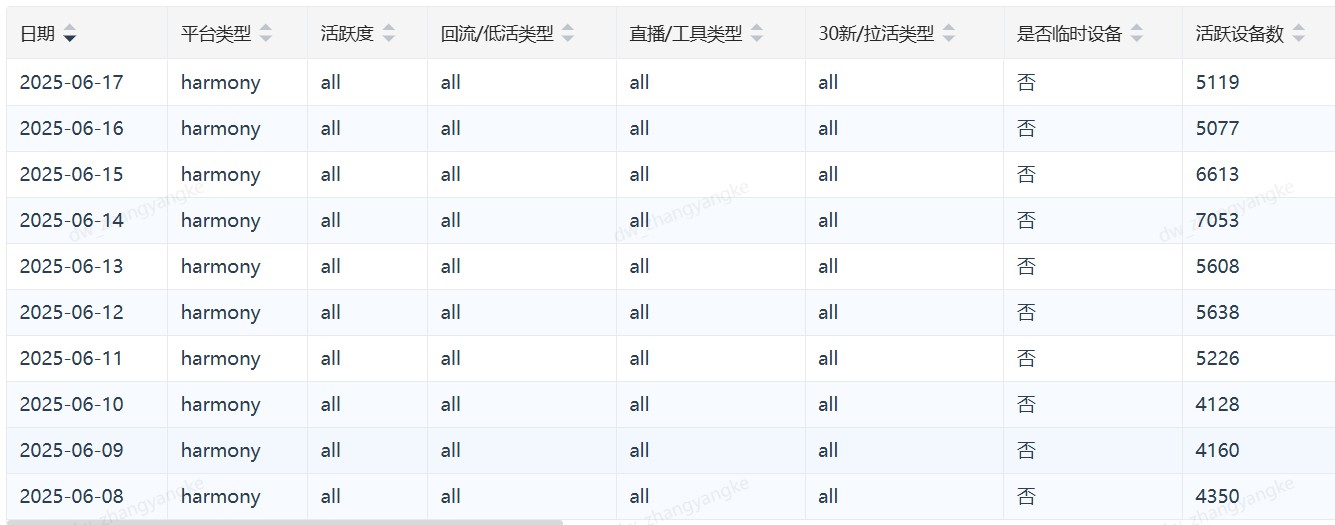 日期 平台类型 活跃度 回流/低活类型 直播/工具类型 30新/拉活类型 是否临时设备 活跃设备数
2025-06-17 harmony all all all all 否 5119
2025-06-16 harmony all all all all 否 5077
2025-06-15 harmony all all all all 否 6613
2025-06-14 harmony all all all all 否 7053
2025-06-13 harmony all all all all 否 5608
2025-06-12 harmony all all all all 否 5638
2025-06-11 harmony all all all all 否 5226
2025-06-10 harmony all all all all 否 4128
2025-06-09 harmony all all all all 否 4160
2025-06-08 harmony all all all all 否 4350
dw_zhangyangke
dw_zhangyangke
dw_zhangyangke
dw_zhangyangke
dw_zhangyangke
dw_zhangyangke